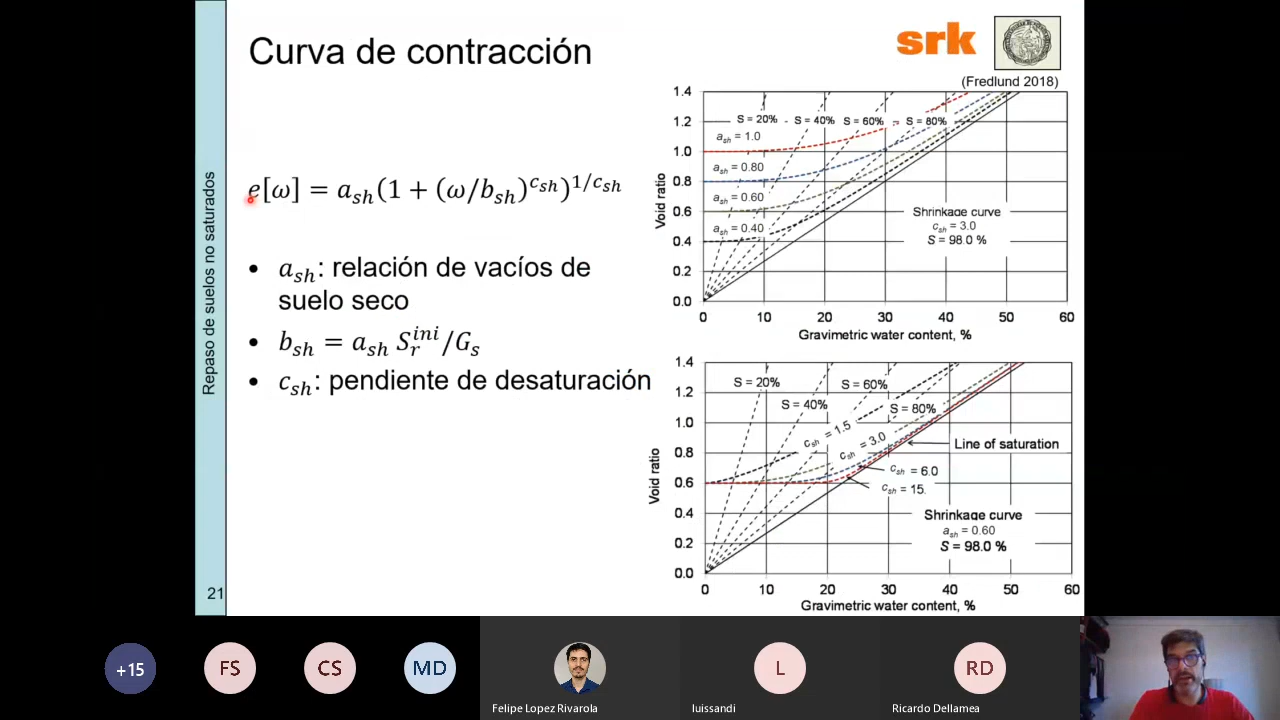 Curva de contracción
srk
(Fredlund 2018)
Repaso de suelos no saturados
21
e[ω] = a_sh(1 + (ω/b_sh)^{c_sh})^{1/c_sh}
• a_sh: relación de vacíos de
suelo seco
• b_sh = a_sh S_r^{ini}/G_s
• c_sh: pendiente de desaturación
1.4
1.2
1.0
0.8
0.6
0.4
0.2
0.0
Void ratio
S = 20%
S = 40%
S = 60%
S = 80%
a_sh = 1.0
a_sh = 0.80
a_sh = 0.60
a_sh = 0.40
Shrinkage curve
c_sh = 3.0
S = 98.0 %
0 10 20 30 40 50 60
Gravimetric water content, %
1.4
1.2
1.0
0.8
0.6
0.4
0.2
0.0
Void ratio
S = 20%
S = 60%
S = 40%
S = 80%
c_sh = 1.5
c_sh = 3.0
Line of saturation
c_sh = 6.0
c_sh = 15.
Shrinkage curve
a_sh = 0.60
S = 98.0 %
0 10 20 30 40 50 60
Gravimetric water content, %
+15
FS
CS
MD
L
RD
Felipe Lopez Rivarola
luissandi
Ricardo Dellamea